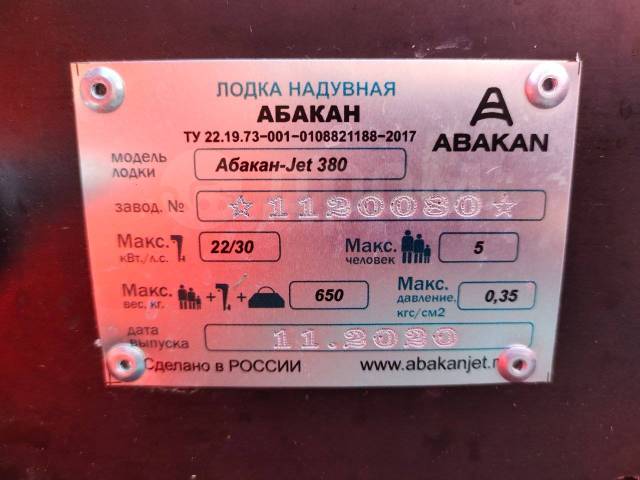 ЛОДКА НАДУВНАЯ
АБАКАН
ТУ 22.19.73-001-0108821188-2017
ABAKAN
модель лодки Абакан-Jet 380
завод. № ☆1120080☆
Макс. кВт./л.с. 22/30 Макс. человек 5
Макс. вес, кг. + + 650 Макс. давление, кгс/см2 0,35
дата выпуска 11.2020
Сделано в РОССИИ www.abakanjet.r